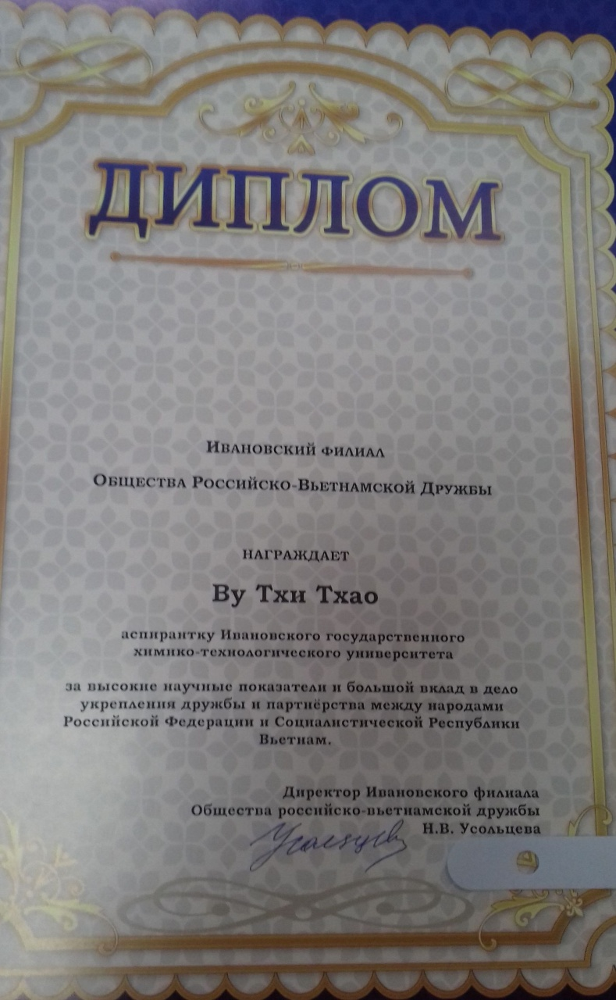 ДИПЛОМ
Ивановский филиал
Общества Российско-Вьетнамской Дружбы
награждает
Ву Тхи Тхао
аспирантку Ивановского государственного
химико-технологического университета
за высокие научные показатели и большой вклад в дело
укрепления дружбы и партнёрства между народами
Российской Федерации и Социалистической Республики
Вьетнам.
Директор Ивановского филиала
Общества российско-вьетнамской дружбы
Н.В. Усольцева
Усольцев